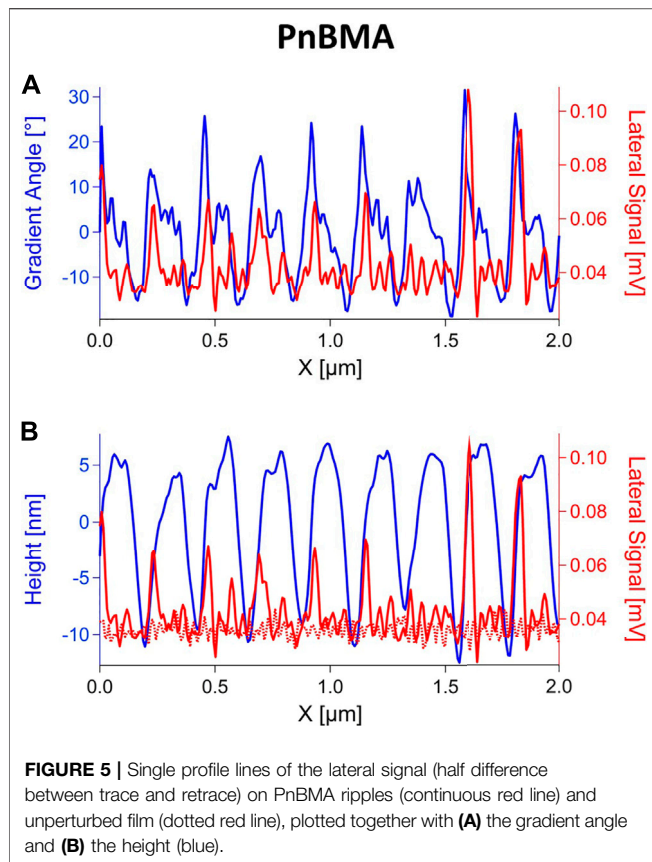 PnBMA
A
Gradient Angle [°]
30
20
10
0
-10
0.10
0.08
0.06
0.04
Lateral Signal [mV]
0.0
0.5
1.0
1.5
2.0
X [µm]
B
Height [nm]
5
0
-5
-10
0.10
0.08
0.06
0.04
Lateral Signal [mV]
0.0
0.5
1.0
1.5
2.0
X [µm]
FIGURE 5 | Single profile lines of the lateral signal (half difference
between trace and retrace) on PnBMA ripples (continuous red line) and
unperturbed film (dotted red line), plotted together with (A) the gradient angle
and (B) the height (blue).